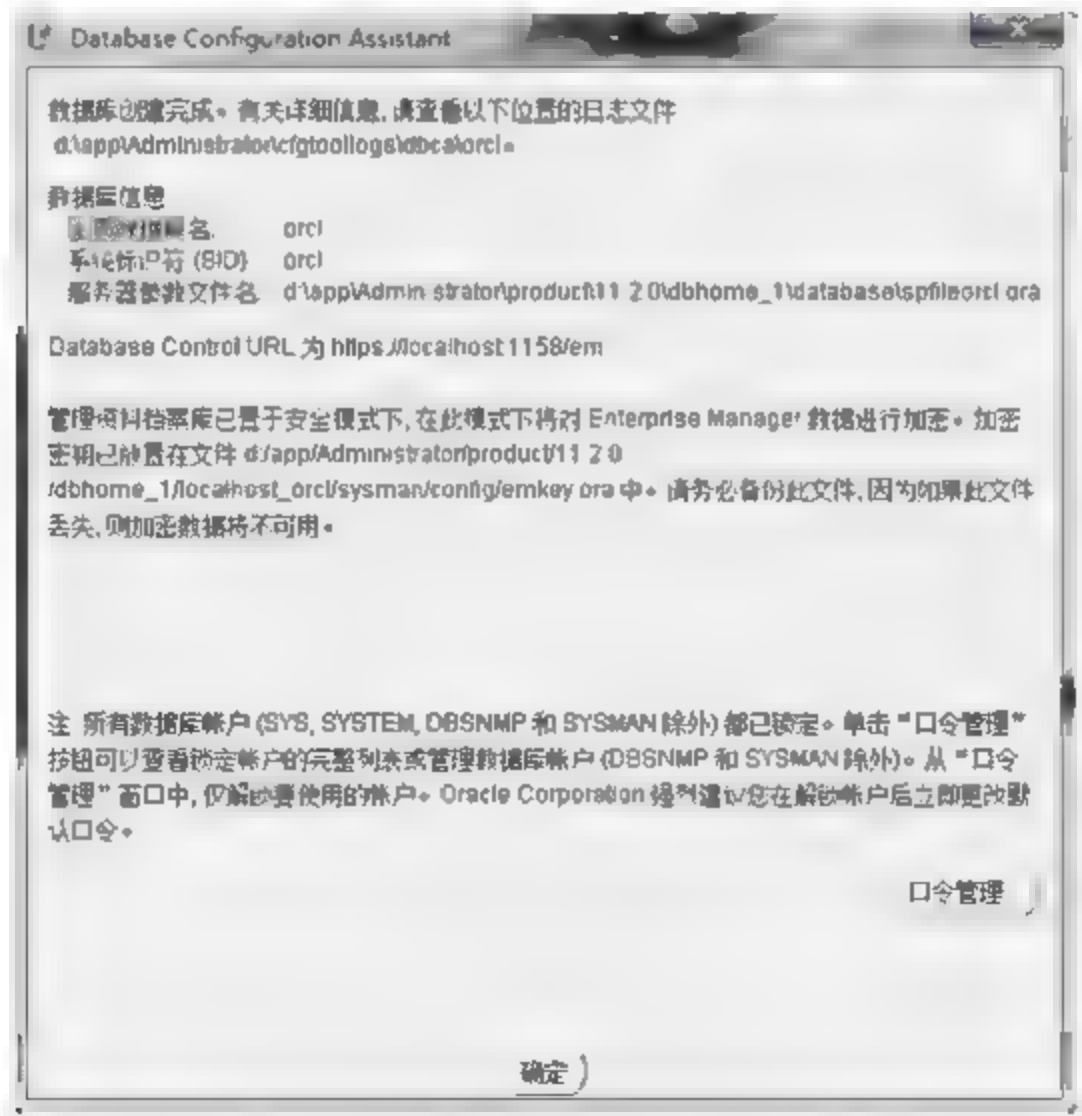 Database Configuration Assistant
数据库创建完成。有关详细信息, 请查看以下位置的日志文件
d:\app\Administrator\cfgtoollogs\dbca\orcl。
数据库信息
名: orcl
系统标识符 (SID) orcl
服务器参数文件名 d:\app\Administrator\product\11.2.0\dbhome_1\database\spfileorcl.ora
Database Control URL 为 https://localhost:1158/em
管理资料档案库已置于安全模式下, 在此模式下将对 Enterprise Manager 数据进行加密。加密
密钥已放置在文件 d:/app/Administrator/product/11.2.0
/dbhome_1/localhost_orcl/sysman/config/emkey.ora 中。请务必备份此文件, 因为如果此文件
丢失, 则加密数据将不可用。
注: 所有数据库帐户 (SYS, SYSTEM, DBSNMP 和 SYSMAN 除外) 都已锁定。单击 "口令管理"
按钮可以查看锁定帐户的完整列表或管理数据库帐户 (DBSNMP 和 SYSMAN 除外)。从 "口令
管理" 窗口中, 仅解锁要使用的帐户。Oracle Corporation 强烈建议您在解锁帐户后立即更改默
认口令。
口令管理
确定